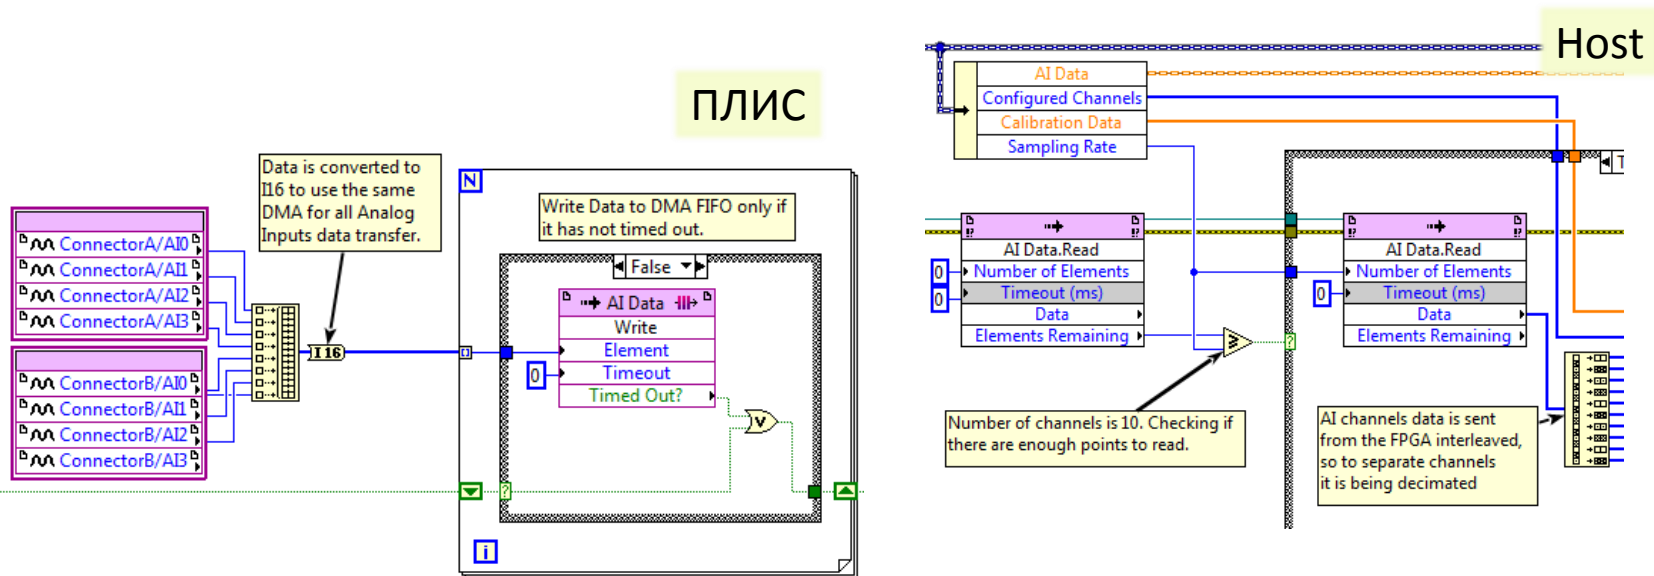 ПЛИС
Host
Data is converted to
I16 to use the same
DMA for all Analog
Inputs data transfer.
ConnectorA/AI0
ConnectorA/AI1
ConnectorA/AI2
ConnectorA/AI3
ConnectorB/AI0
ConnectorB/AI1
ConnectorB/AI2
ConnectorB/AI3
I16
N
Write Data to DMA FIFO only if
it has not timed out.
False
AI Data
Write
Element
0
Timeout
Timed Out?
V
?
i
AI Data
Configured Channels
Calibration Data
Sampling Rate
T
AI Data.Read
0
Number of Elements
0
Timeout (ms)
Data
Elements Remaining
≥
?
AI Data.Read
Number of Elements
0
Timeout (ms)
Data
Elements Remaining
Number of channels is 10. Checking if
there are enough points to read.
AI channels data is sent
from the FPGA interleaved,
so to separate channels
it is being decimated